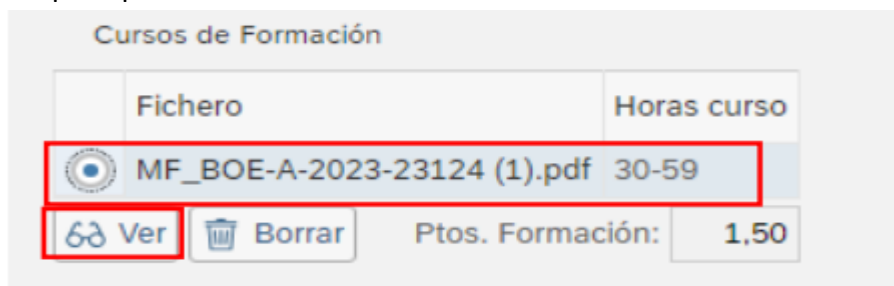 Cursos de Formación
Fichero Horas curso
MF_BOE-A-2023-23124 (1).pdf 30-59
Ver Borrar Ptos. Formación: 1,50